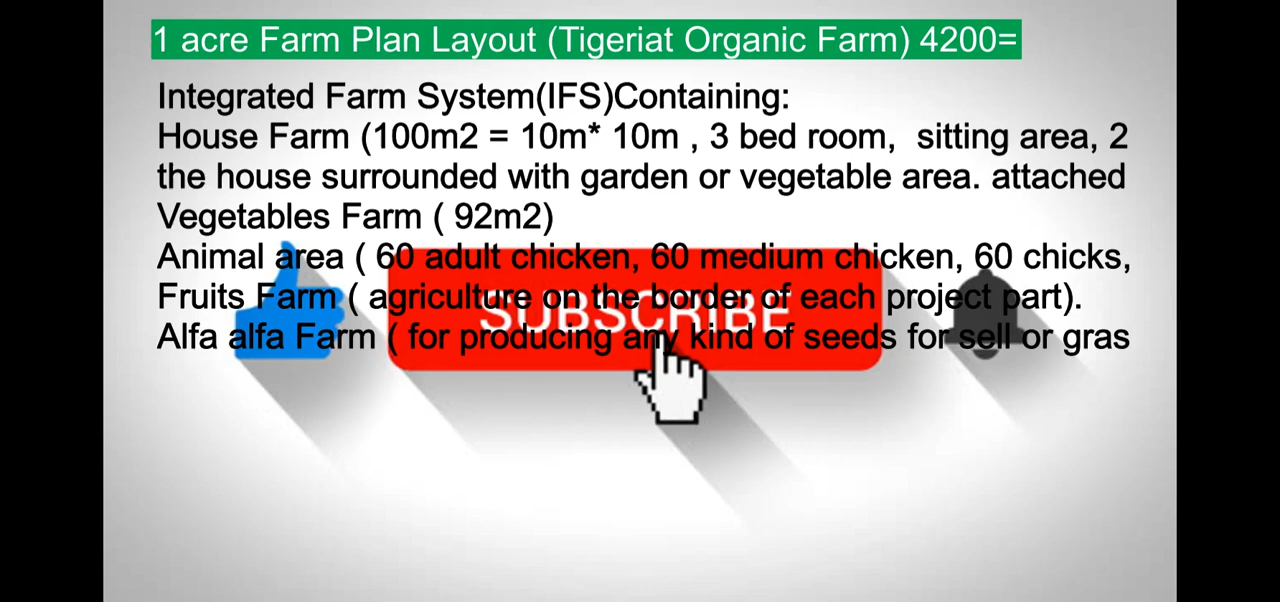 1 acre Farm Plan Layout (Tigeriat Organic Farm) 4200=
Integrated Farm System(IFS)Containing:
House Farm (100m2 = 10m* 10m , 3 bed room, sitting area, 2
the house surrounded with garden or vegetable area. attached
Vegetables Farm ( 92m2)
Animal area ( 60 adult chicken, 60 medium chicken, 60 chicks,
Fruits Farm ( agriculture on the border of each project part).
SUBSCRIBE
Alfa alfa Farm ( for producing any kind of seeds for sell or gras